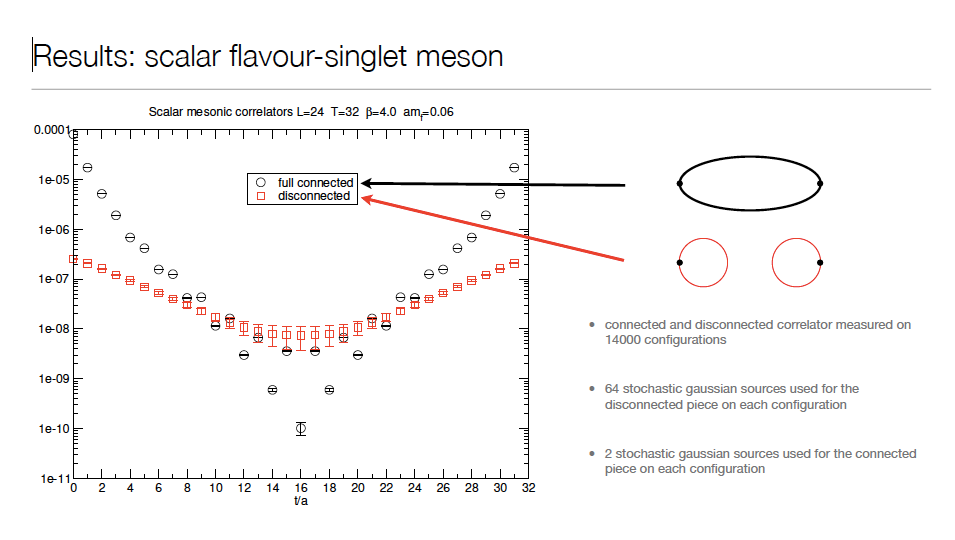 Results: scalar flavour-singlet meson
Scalar mesonic correlators L=24 T=32 β=4.0 am_f=0.06
0.0001
1e-05
1e-06
1e-07
1e-08
1e-09
1e-10
1e-11
full connected
disconnected
0 2 4 6 8 10 12 14 16 18 20 22 24 26 28 30 32
t/a
• connected and disconnected correlator measured on
14000 configurations
• 64 stochastic gaussian sources used for the
disconnected piece on each configuration
• 2 stochastic gaussian sources used for the connected
piece on each configuration